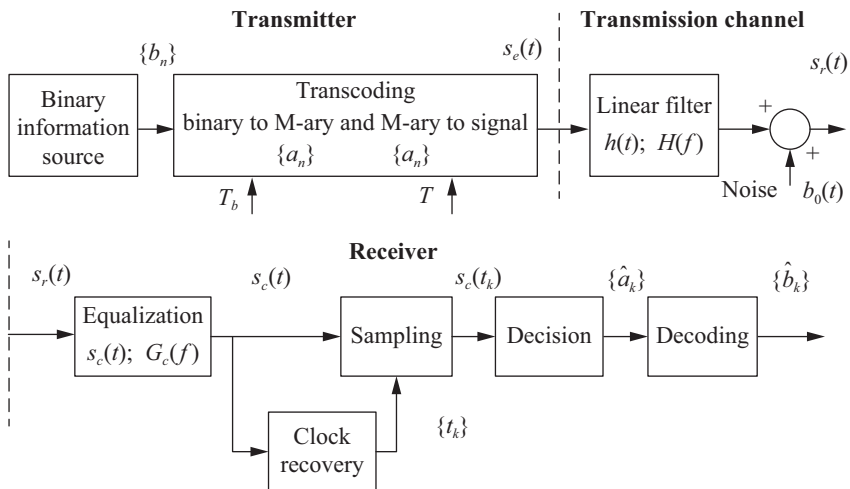 Transmitter
Transmission channel
{b_n}
s_e(t)
s_r(t)
Binary
information
source
Transcoding
binary to M-ary and M-ary to signal
{a_n} {a_n}
Linear filter
h(t); H(f)
+
+
T_b
T
Noise
b_0(t)
Receiver
s_r(t)
s_c(t)
s_c(t_k)
{â_k}
{b̂_k}
Equalization
s_c(t); G_c(f)
Sampling
Decision
Decoding
Clock
recovery
{t_k}